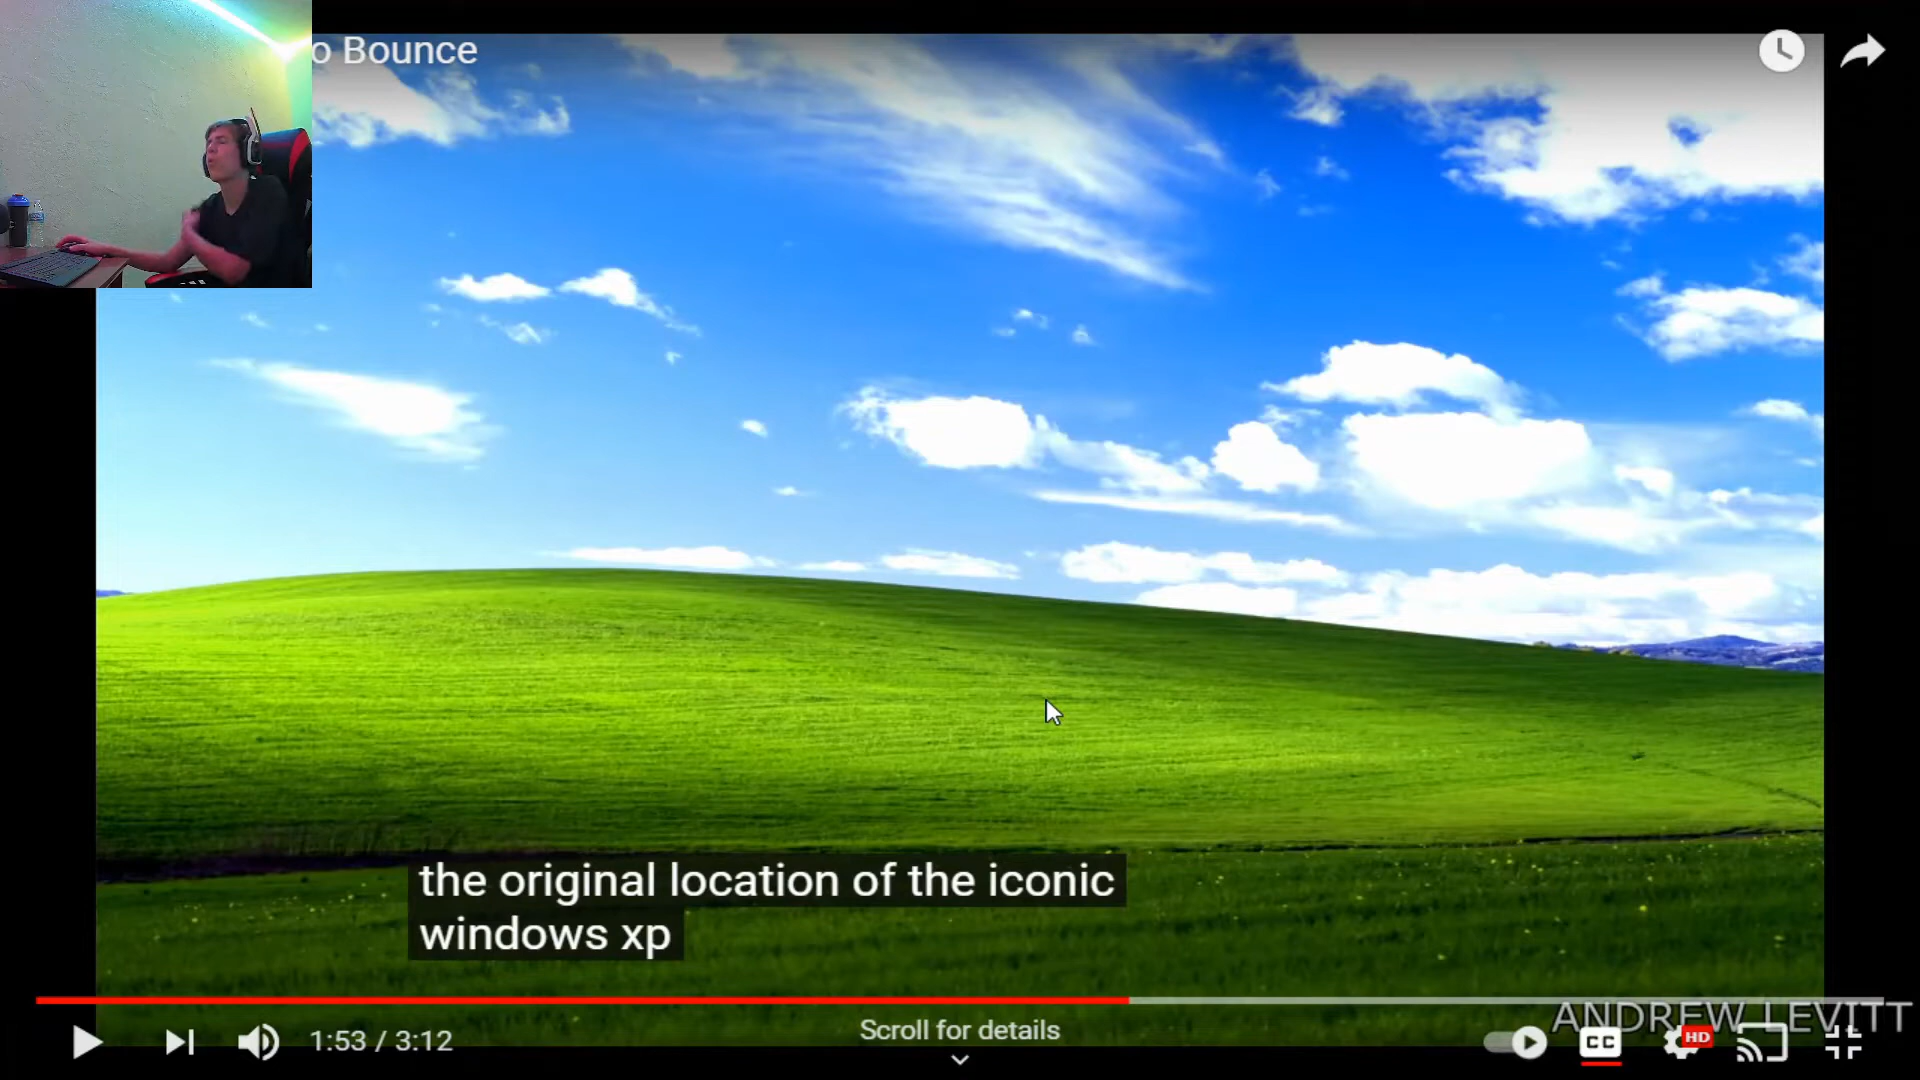 o Bounce
the original location of the iconic
windows xp
1:53 / 3:12
Scroll for details
ANDREW LEVITT
CC
HD